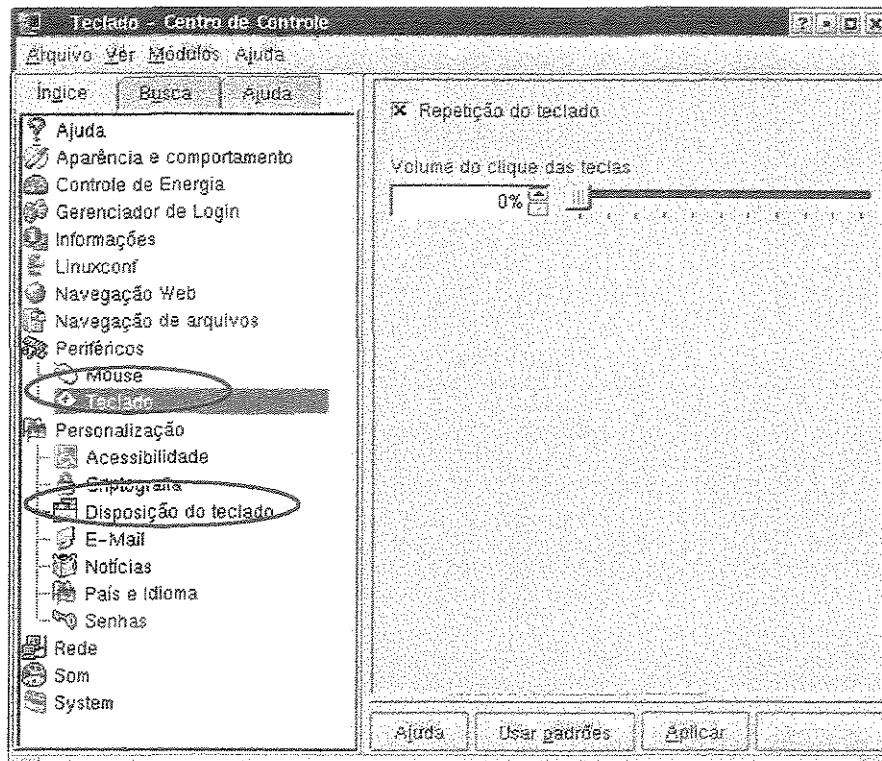 Teclado - Centro de Controle
Arquivo Ver Módulos Ajuda
Índice Busca Ajuda
Ajuda
Aparência e comportamento
Controle de Energia
Gerenciador de Login
Informações
Linuxconf
Navegação Web
Navegação de arquivos
Periféricos
Mouse
Teclado
Personalização
Acessibilidade
Criptografia
Disposição do teclado
E-Mail
Notícias
País e Idioma
Senhas
Rede
Som
System
Repetição do teclado
Volume do clique das teclas
0%
Ajuda Usar padrões Aplicar